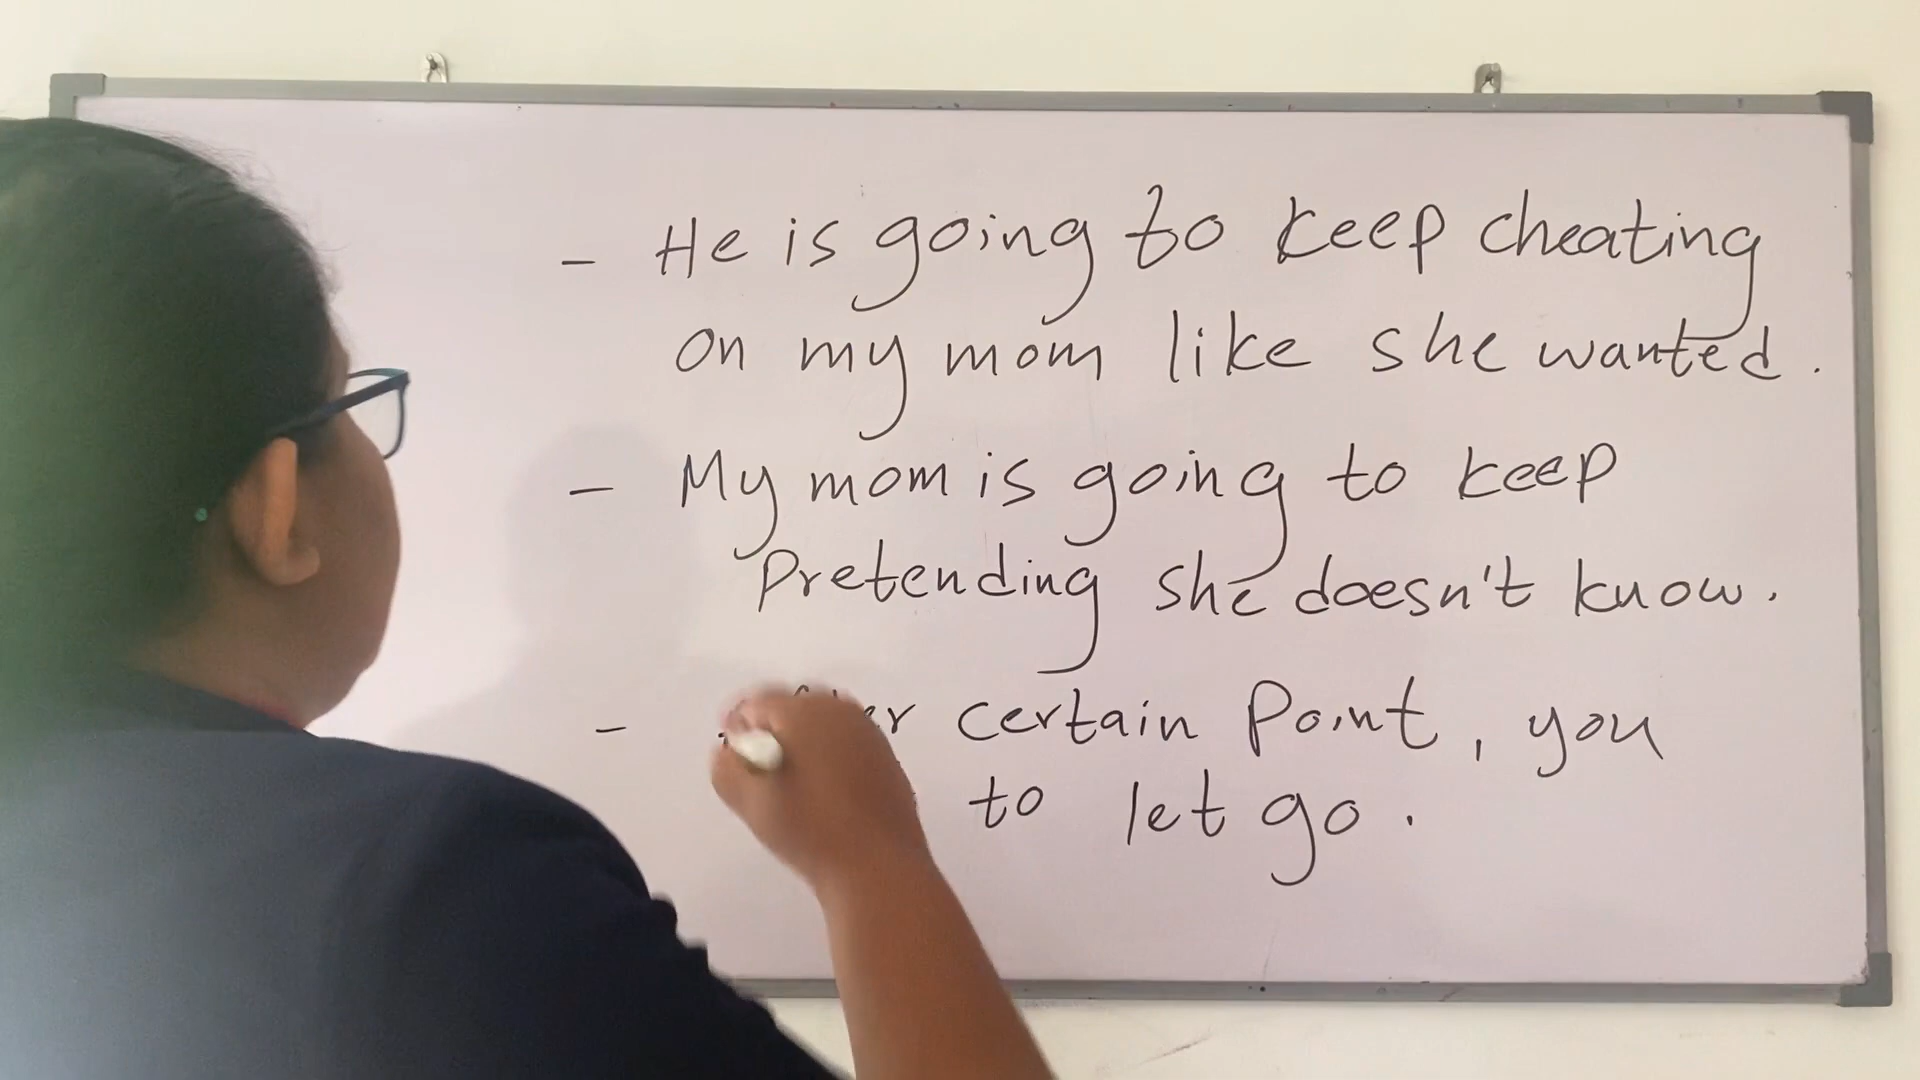 - He is going to keep cheating
on my mom like she wanted.
- My mom is going to keep
Pretending she doesn't know.
- certain Point, you
to let go.